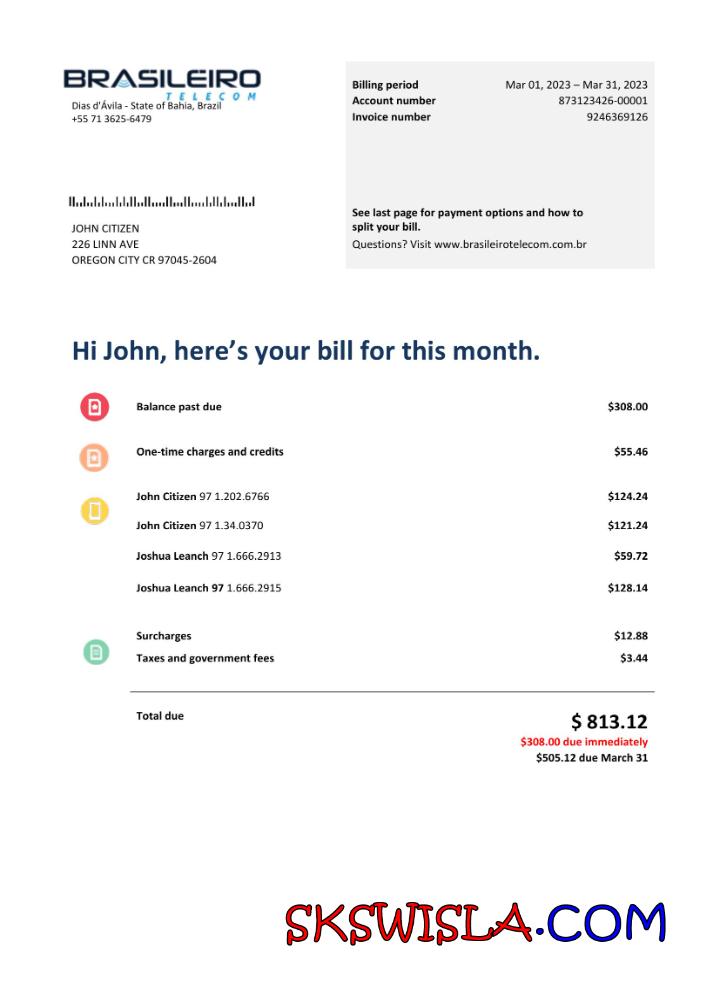 BRASILEIRO
TELECOM
Dias d'Ávila - State of Bahia, Brazil
+55 71 3625-6479
Billing period Mar 01, 2023 – Mar 31, 2023
Account number 873123426-00001
Invoice number 9246369126
See last page for payment options and how to
split your bill.
Questions? Visit www.brasileirotelecom.com.br
JOHN CITIZEN
226 LINN AVE
OREGON CITY CR 97045-2604
Hi John, here's your bill for this month.
Balance past due $308.00
One-time charges and credits $55.46
John Citizen 97 1.202.6766 $124.24
John Citizen 97 1.34.0370 $121.24
Joshua Leanch 97 1.666.2913 $59.72
Joshua Leanch 97 1.666.2915 $128.14
Surcharges $12.88
Taxes and government fees $3.44
Total due $ 813.12
$308.00 due immediately
$505.12 due March 31
SKSWISLA.COM